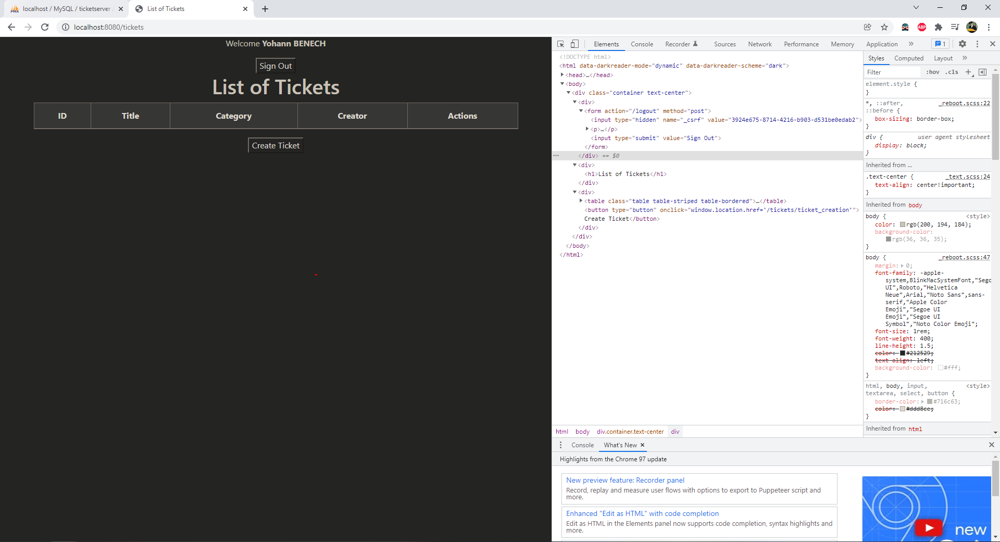 localhost / MySQL / ticketserver /
List of Tickets
localhost:8080/tickets
ABP
Welcome Yohann BENECH
Sign Out
List of Tickets
ID Title Category Creator Actions
Create Ticket
Elements Console Recorder Sources Network Performance Memory Application » 1
<!DOCTYPE html>
<html data-darkreader-mode="dynamic" data-darkreader-scheme="dark">
<head>…</head>
<body>
<div class="container text-center">
<div>
<form action="/logout" method="post">
<input type="hidden" name="_csrf" value="3924e675-8714-4216-b903-d531be0edab2">
<p>…</p>
<input type="submit" value="Sign Out">
</form>
</div> == $0
<div>
<h1>List of Tickets</h1>
</div>
<div>
<table class="table table-striped table-bordered">…</table>
<button type="button" onclick="window.location.href='/tickets/ticket_creation'">
Create Ticket</button>
</div>
</div>
</body>
</html>
html body div.container.text-center div
Styles Computed Layout »
Filter :hov .cls +
element.style {
}
*, ::after, _reboot.scss:22
::before {
box-sizing: border-box;
}
div { user agent stylesheet
display: block;
}
Inherited from …
.text-center { _text.scss:24
text-align: center!important;
}
Inherited from body
body { <style>
color: rgb(200, 194, 184);
background-color:
rgb(36, 36, 35);
}
body { _reboot.scss:47
margin: 0;
font-family: -apple-
system,BlinkMacSystemFont,"Sego
UI",Roboto,"Helvetica
Neue",Arial,"Noto Sans",sans-
serif,"Apple Color
Emoji","Segoe UI
Emoji","Segoe UI
Symbol","Noto Color Emoji";
font-size: 1rem;
font-weight: 400;
line-height: 1.5;
color: #212529;
text-align: left;
background-color: #fff;
}
html, body, input, <style>
textarea, select, button {
border-color: #716c63;
color: #ddd8ce;
}
Inherited from html
Console What's New
Highlights from the Chrome 97 update
New preview feature: Recorder panel
Record, replay and measure user flows with options to export to Puppeteer script and
more.
Enhanced "Edit as HTML" with code completion
Edit as HTML in the Elements panel now supports code completion, syntax highlights and
more.
new